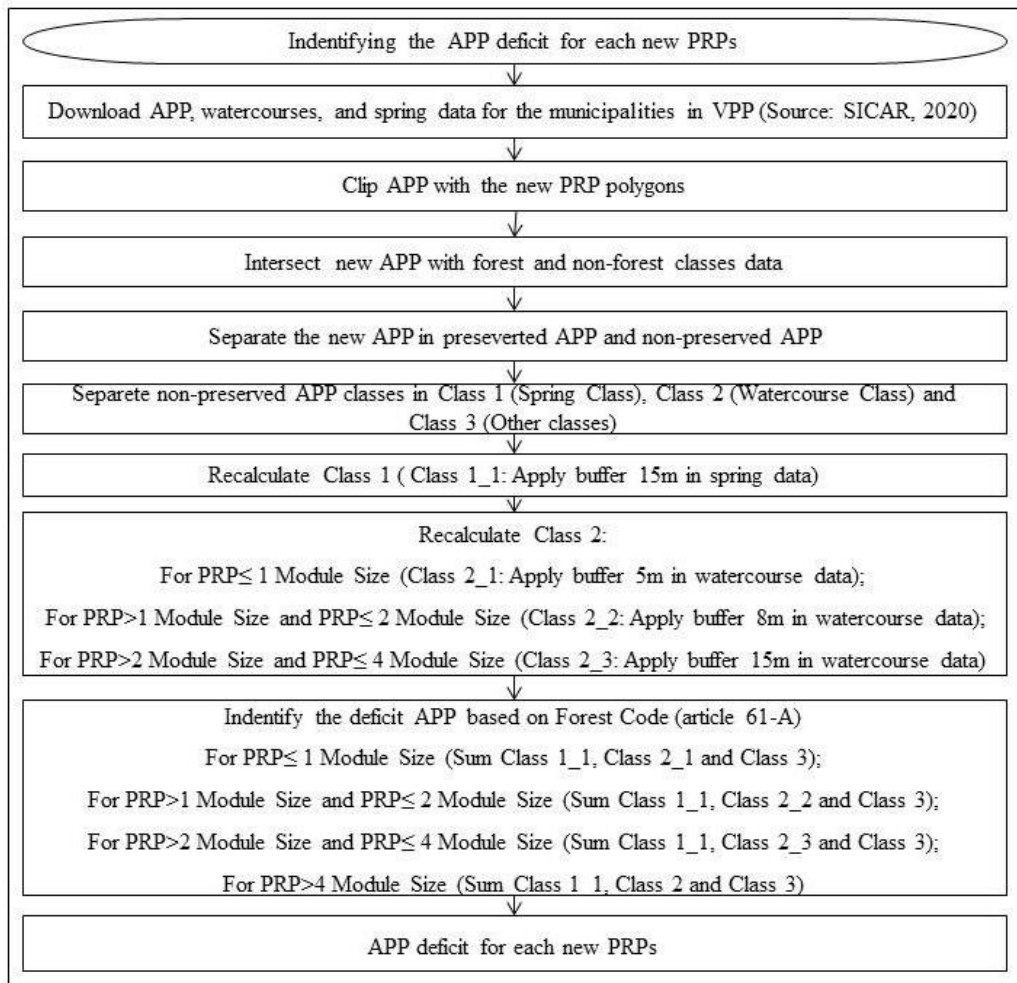 Indentifying the APP deficit for each new PRPs
Download APP, watercourses, and spring data for the municipalities in VPP (Source: SICAR, 2020)
Clip APP with the new PRP polygons
Intersect new APP with forest and non-forest classes data
Separate the new APP in preseverted APP and non-preserved APP
Separete non-preserved APP classes in Class 1 (Spring Class), Class 2 (Watercourse Class) and
Class 3 (Other classes)
Recalculate Class 1 ( Class 1_1: Apply buffer 15m in spring data)
Recalculate Class 2:
For PRP≤ 1 Module Size (Class 2_1: Apply buffer 5m in watercourse data);
For PRP>1 Module Size and PRP≤ 2 Module Size (Class 2_2: Apply buffer 8m in watercourse data);
For PRP>2 Module Size and PRP≤ 4 Module Size (Class 2_3: Apply buffer 15m in watercourse data)
Indentify the deficit APP based on Forest Code (article 61-A)
For PRP≤ 1 Module Size (Sum Class 1_1, Class 2_1 and Class 3);
For PRP>1 Module Size and PRP≤ 2 Module Size (Sum Class 1_1, Class 2_2 and Class 3);
For PRP>2 Module Size and PRP≤ 4 Module Size (Sum Class 1_1, Class 2_3 and Class 3);
For PRP>4 Module Size (Sum Class 1_1, Class 2 and Class 3)
APP deficit for each new PRPs